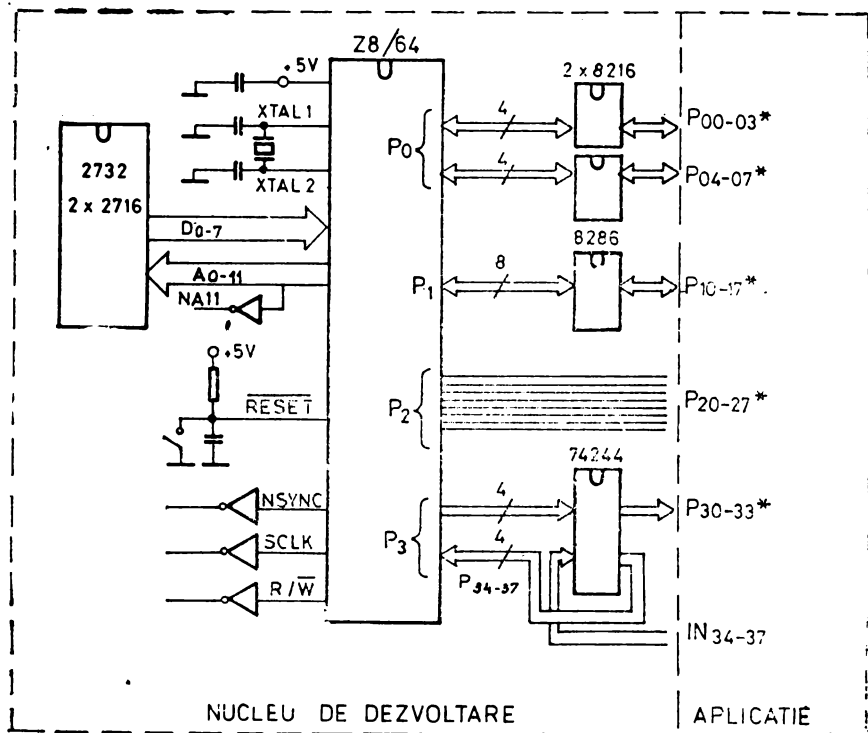 Z8/64
+5V
2 x 8216
XTAL 1
4
P00-03*
P0
2732
2 x 2716
XTAL 2
4
P04-07*
D0-7
8286
A0-11
P1
8
P10-17*
NA11
+5V
RESET
P2
P20-27*
74244
NSYNC
4
P30-33*
SCLK
P3
4
R/W
P34-37
IN34-37
NUCLEU DE DEZVOLTARE
APLICATIE